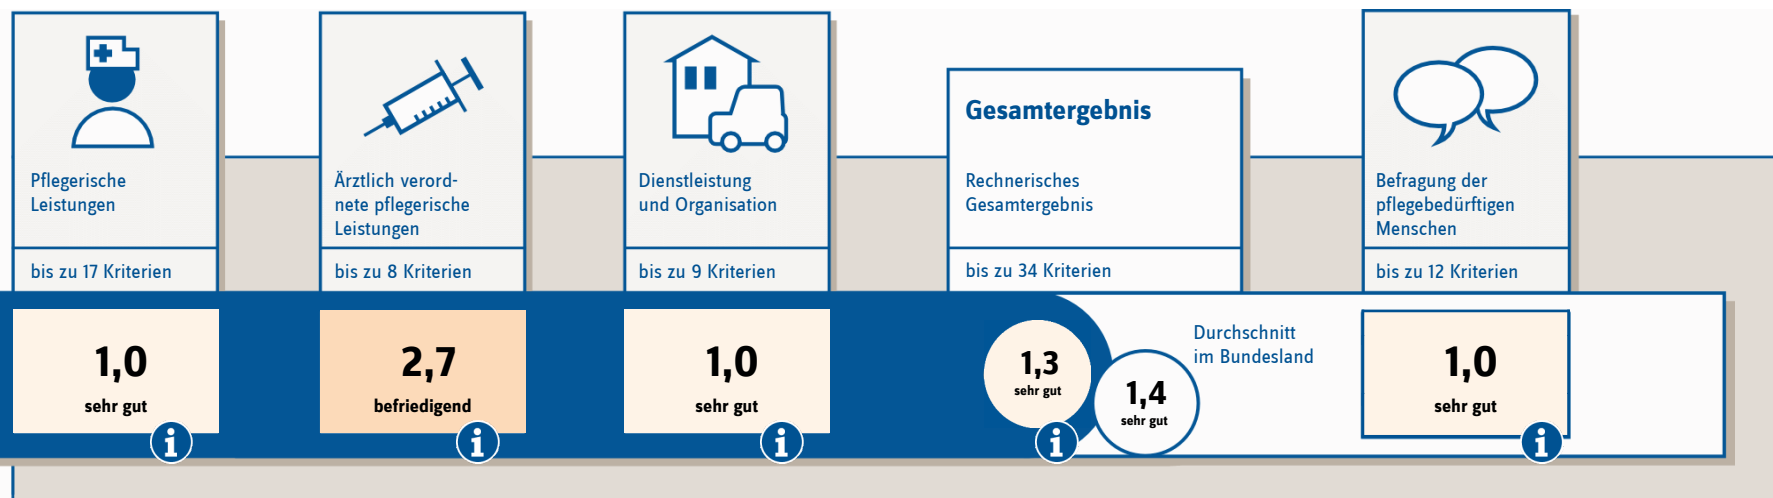 Pflegerische
Leistungen
bis zu 17 Kriterien
1,0
sehr gut
i
Ärztlich verord-
nete pflegerische
Leistungen
bis zu 8 Kriterien
2,7
befriedigend
i
Dienstleistung
und Organisation
bis zu 9 Kriterien
1,0
sehr gut
i
Gesamtergebnis
Rechnerisches
Gesamtergebnis
bis zu 34 Kriterien
1,3
sehr gut
i
1,4
sehr gut
Durchschnitt
im Bundesland
Befragung der
pflegebedürftigen
Menschen
bis zu 12 Kriterien
1,0
sehr gut
i